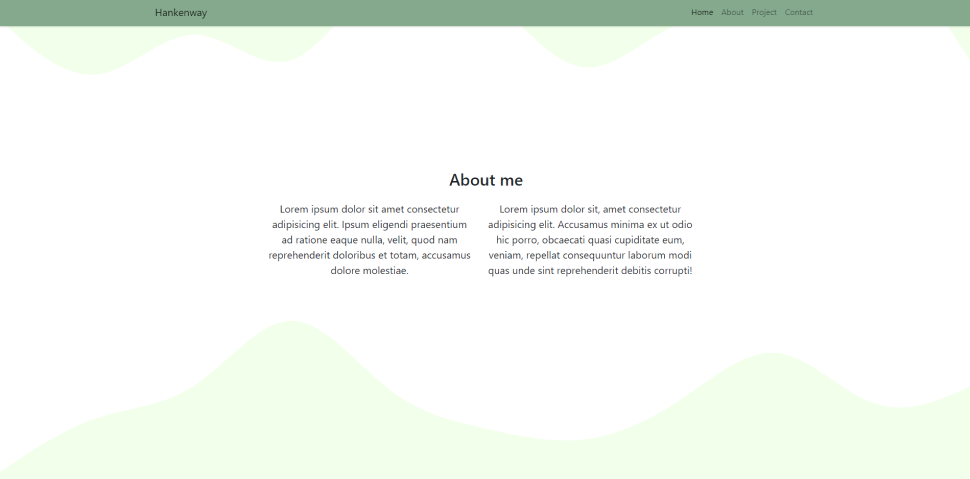 Hankenway
Home About Project Contact
About me
Lorem ipsum dolor sit amet consectetur
adipisicing elit. Ipsum eligendi praesentium
ad ratione eaque nulla, velit, quod nam
reprehenderit doloribus et totam, accusamus
dolore molestiae.
Lorem ipsum dolor sit, amet consectetur
adipisicing elit. Accusamus minima ex ut odio
hic porro, obcaecati quasi cupiditate eum,
veniam, repellat consequuntur laborum modi
quas unde sint reprehenderit debitis corrupti!